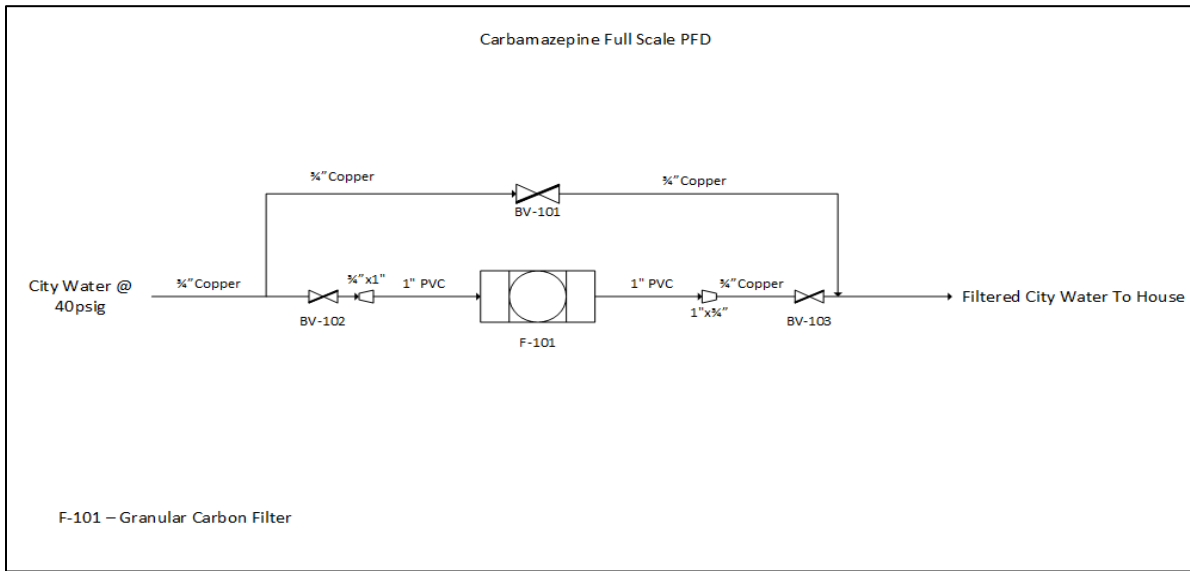 Carbamazepine Full Scale PFD
¾” Copper
¾” Copper
BV-101
City Water @
40psig
¾” Copper
BV-102
¾”x1"
1" PVC
F-101
1" PVC
1"x¾”
¾” Copper
BV-103
Filtered City Water To House
F-101 – Granular Carbon Filter